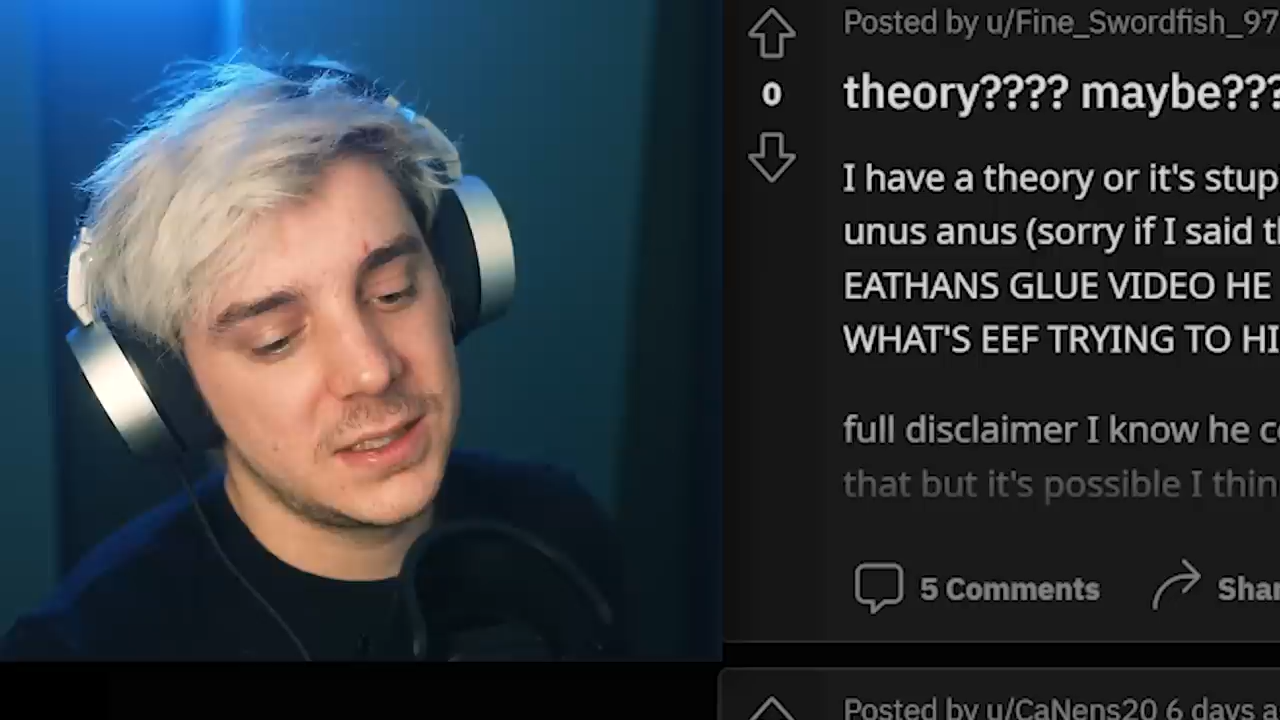 Posted by u/Fine_Swordfish_97
0
theory???? maybe???
I have a theory or it's stup
unus anus (sorry if I said th
EATHANS GLUE VIDEO HE
WHAT'S EEF TRYING TO HI
full disclaimer I know he c
that but it's possible I thin
5 Comments
Shar
Posted by u/CaNens20 6 days a